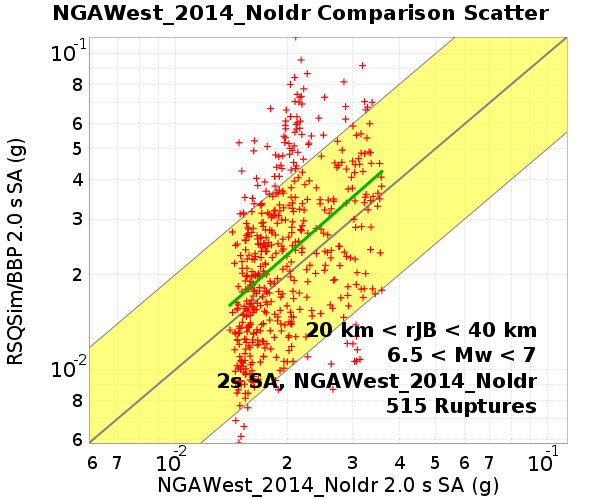 NGAWest_2014_NoIdr Comparison Scatter
10-1
8
6
5
4
3
2
10-2
8
6
RSQSim/BBP 2.0 s SA (g)
20 km < rJB < 40 km
6.5 < Mw < 7
2s SA, NGAWest_2014_NoIdr
515 Ruptures
6 7 10-2 2 3 4 5 6 7 8 10-1
NGAWest_2014_NoIdr 2.0 s SA (g)